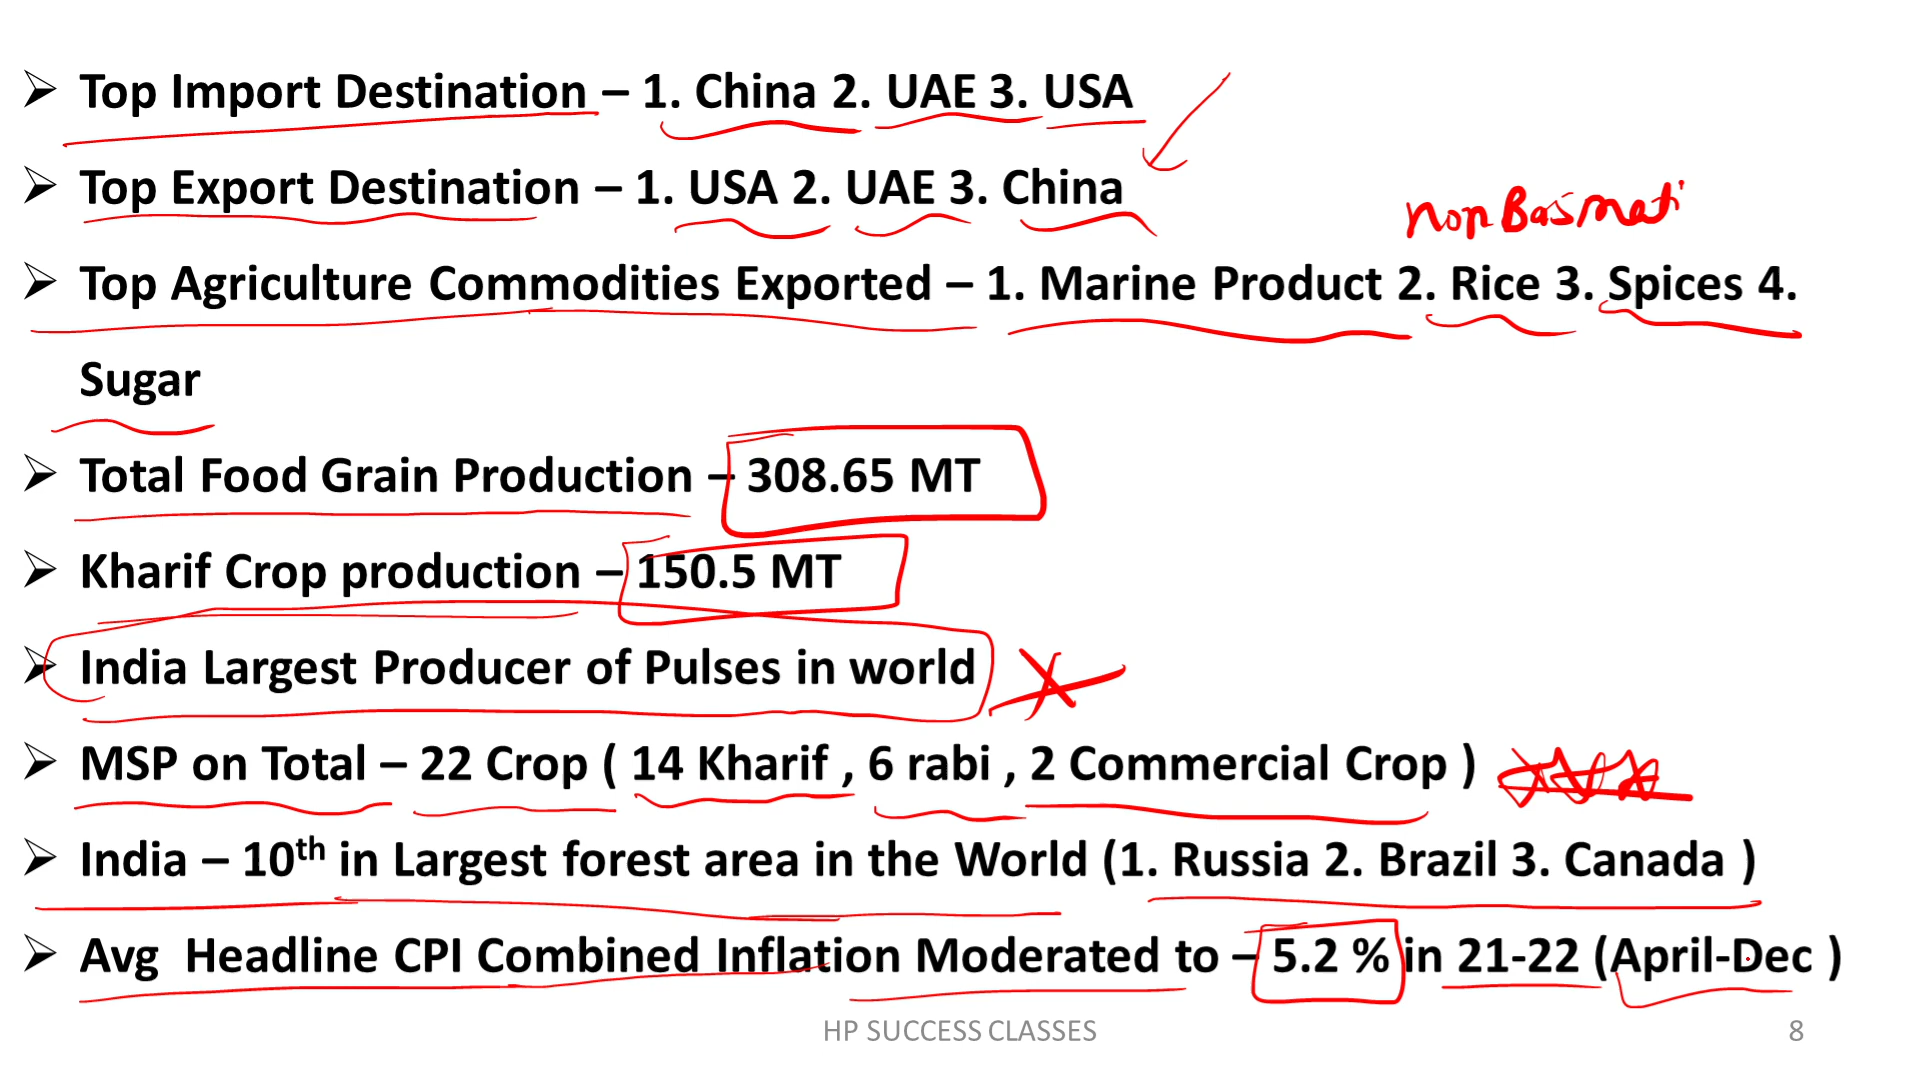 ➢ Top Import Destination – 1. China 2. UAE 3. USA
➢ Top Export Destination – 1. USA 2. UAE 3. China
non Basmati
➢ Top Agriculture Commodities Exported – 1. Marine Product 2. Rice 3. Spices 4.
Sugar
➢ Total Food Grain Production – 308.65 MT
➢ Kharif Crop production – 150.5 MT
➢ India Largest Producer of Pulses in world
➢ MSP on Total – 22 Crop ( 14 Kharif , 6 rabi , 2 Commercial Crop )
➢ India – 10th in Largest forest area in the World (1. Russia 2. Brazil 3. Canada )
➢ Avg Headline CPI Combined Inflation Moderated to – 5.2 % in 21-22 (April-Dec )
HP SUCCESS CLASSES
8